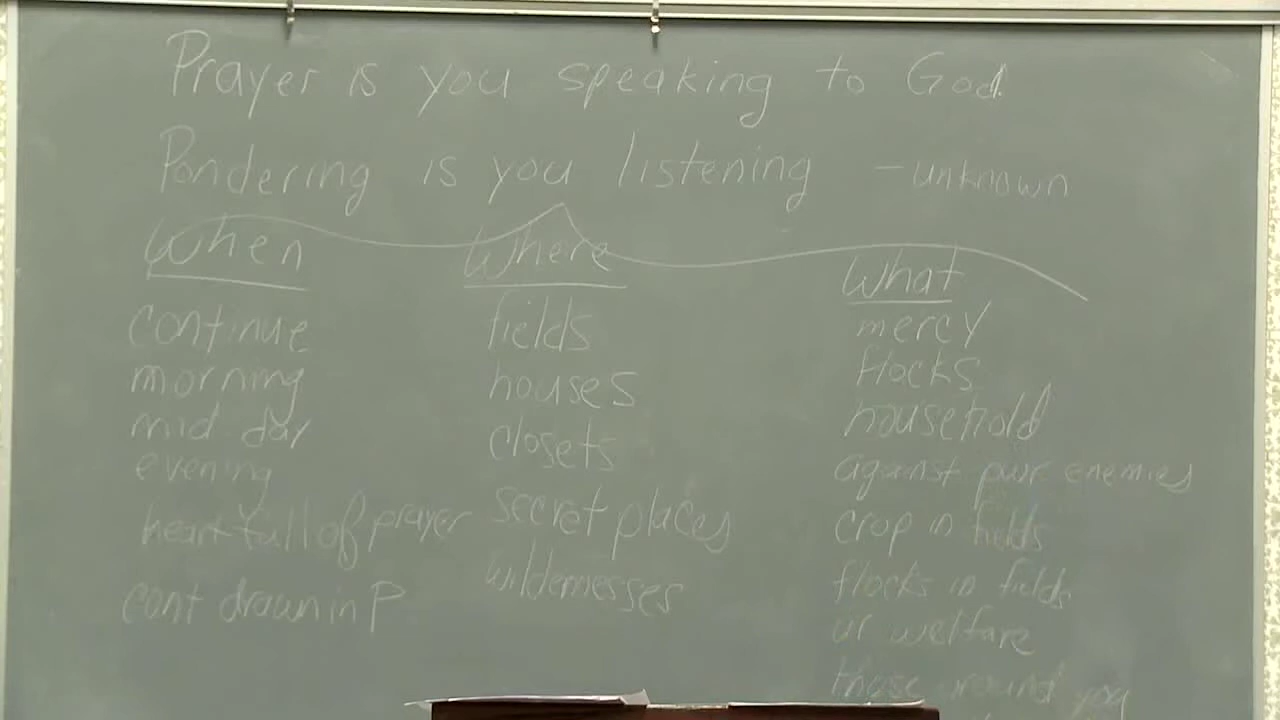 Prayer is you speaking to God.
Pondering is you listening - unknown
When
continue
morning
mid day
evening
heart full of prayer
cont drawn in P
Where
fields
houses
closets
secret places
wildernesses
What
mercy
flocks
household
against enemies
crop in fields
flocks in fields
ur welfare
those around you